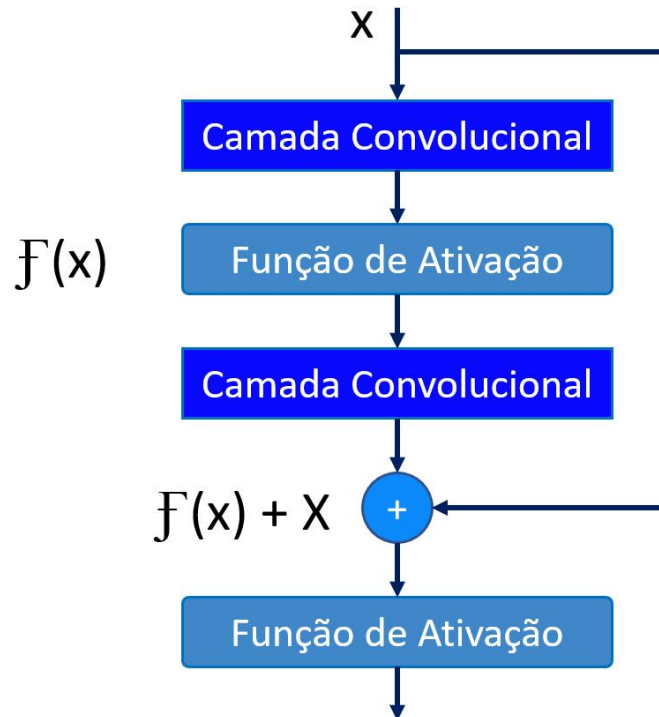 x
Camada Convolucional
Ƒ(x)
Função de Ativação
Camada Convolucional
Ƒ(x) + X
+
Função de Ativação